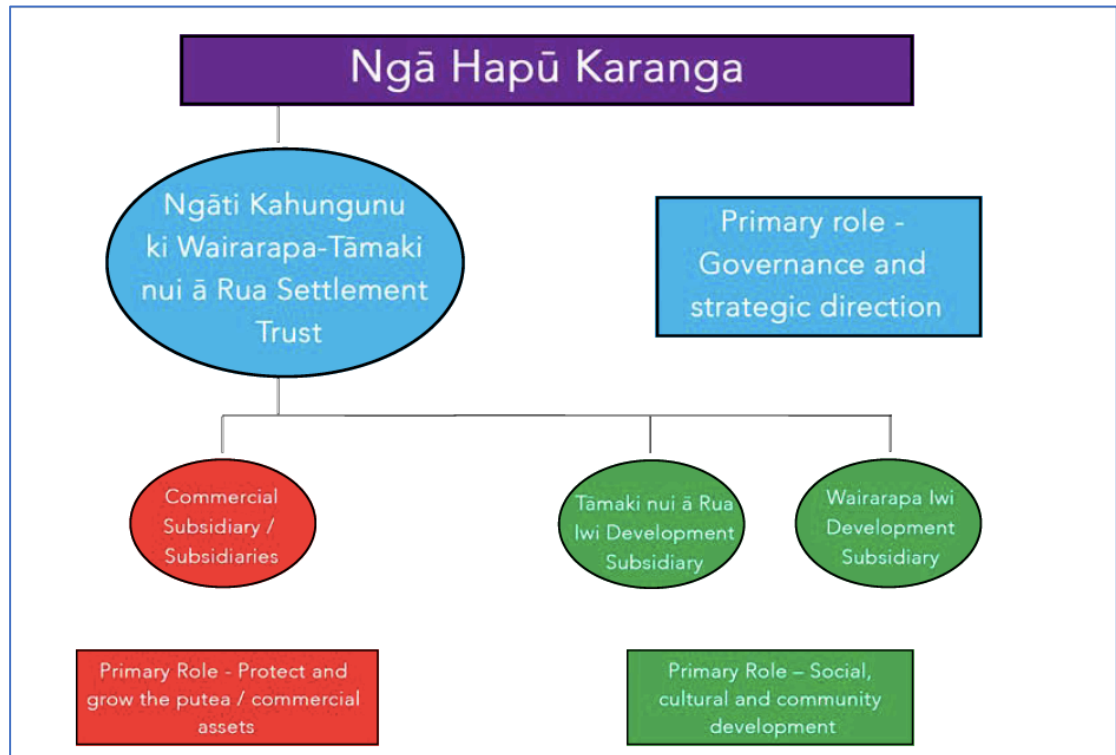 Ngā Hapū Karanga
Ngāti Kahungunu
ki Wairarapa-Tāmaki
nui ā Rua Settlement
Trust
Primary role -
Governance and
strategic direction
Commercial
Subsidiary /
Subsidiaries
Tāmaki nui ā Rua
Iwi Development
Subsidiary
Wairarapa Iwi
Development
Subsidiary
Primary Role - Protect and
grow the putea / commercial
assets
Primary Role – Social,
cultural and community
development